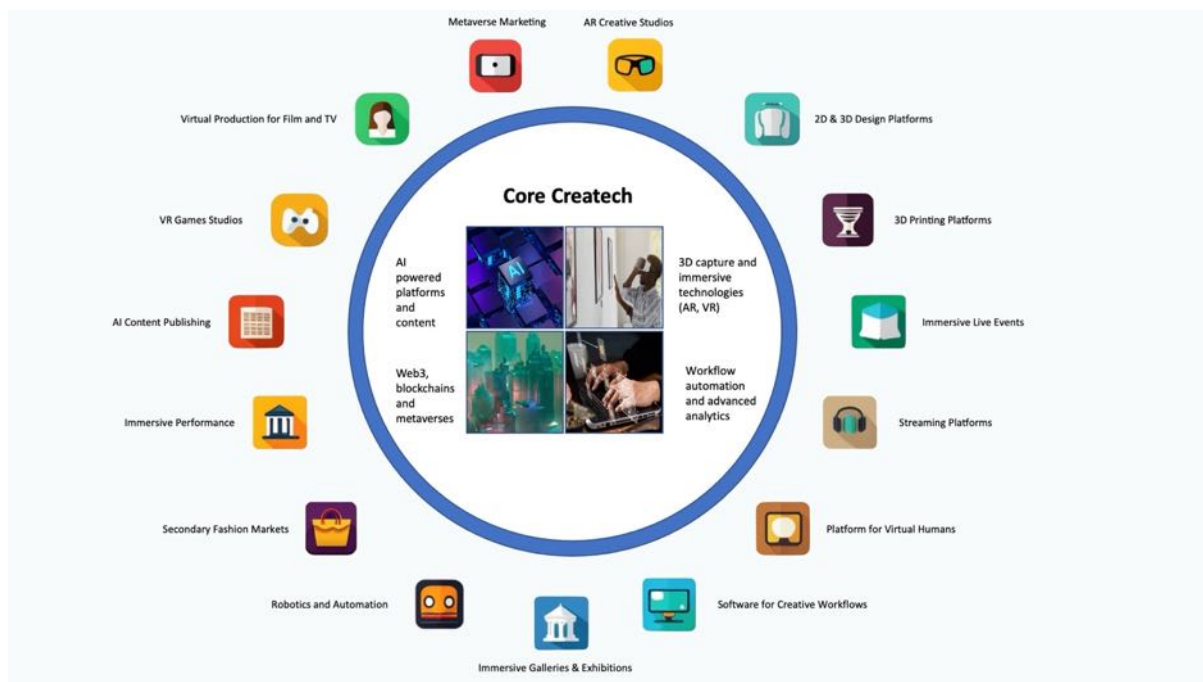 Metaverse Marketing
AR Creative Studios
Virtual Production for Film and TV
2D & 3D Design Platforms
VR Games Studios
3D Printing Platforms
AI Content Publishing
Immersive Live Events
Immersive Performance
Streaming Platforms
Secondary Fashion Markets
Platform for Virtual Humans
Robotics and Automation
Software for Creative Workflows
Immersive Galleries & Exhibitions
Core Createch
AI
powered
platforms
and
content
AI
3D capture and
immersive
technologies
(AR, VR)
Web3,
blockchains
and
metaverses
Workflow
automation
and advanced
analytics